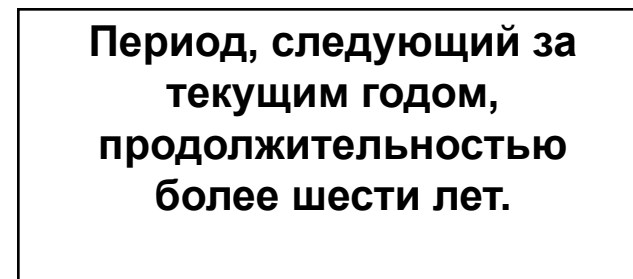 Период, следующий за
текущим годом,
продолжительностью
более шести лет.